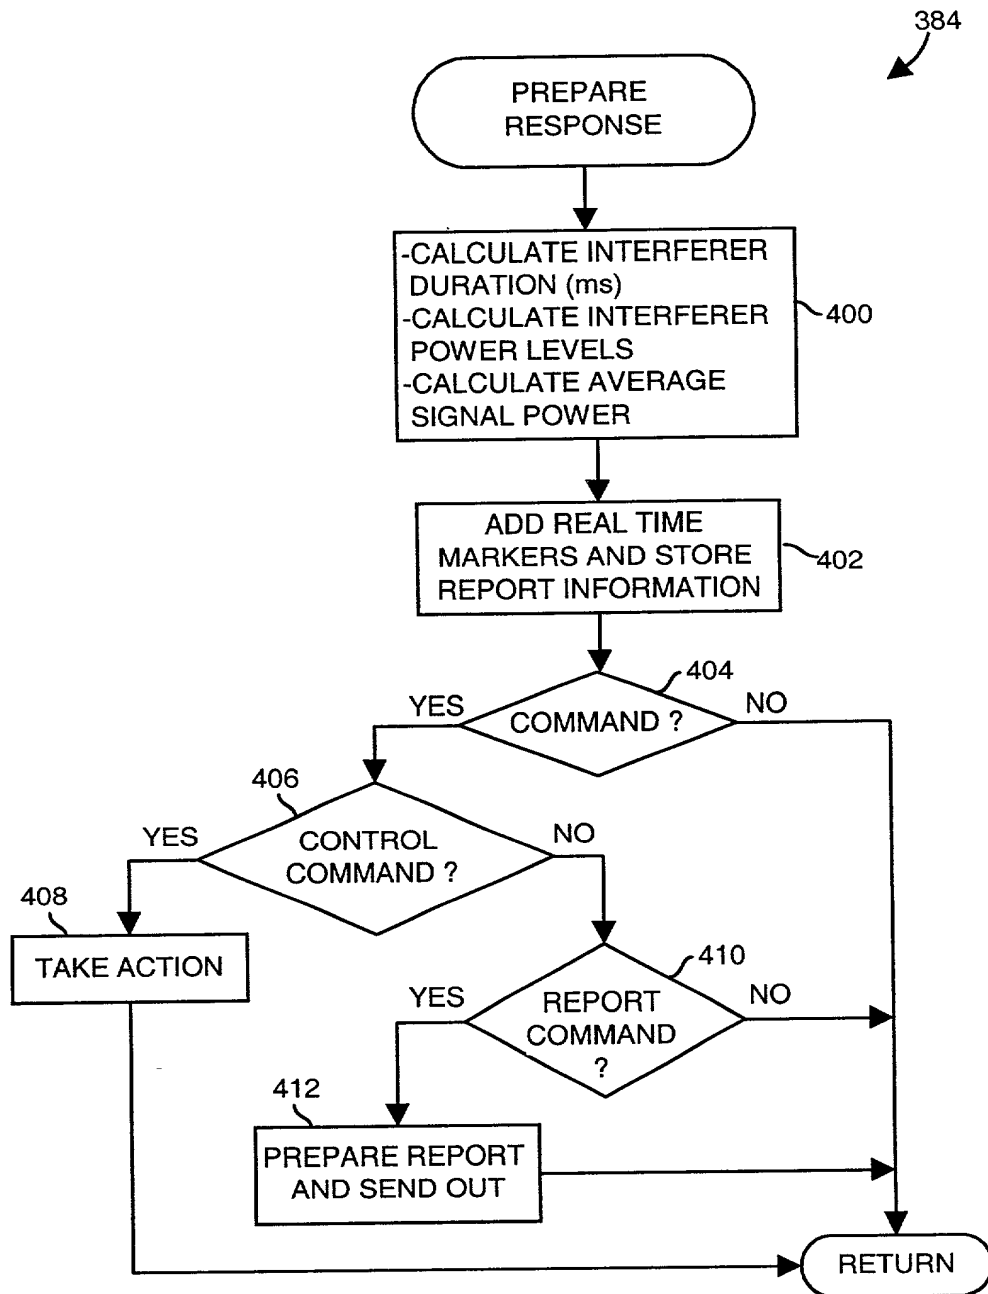 384
PREPARE
RESPONSE
-CALCULATE INTERFERER
DURATION (ms)
-CALCULATE INTERFERER
POWER LEVELS
-CALCULATE AVERAGE
SIGNAL POWER
400
ADD REAL TIME
MARKERS AND STORE
REPORT INFORMATION
402
404
YES
COMMAND ?
NO
406
YES
CONTROL
COMMAND ?
NO
408
TAKE ACTION
410
YES
REPORT
COMMAND
?
NO
412
PREPARE REPORT
AND SEND OUT
RETURN